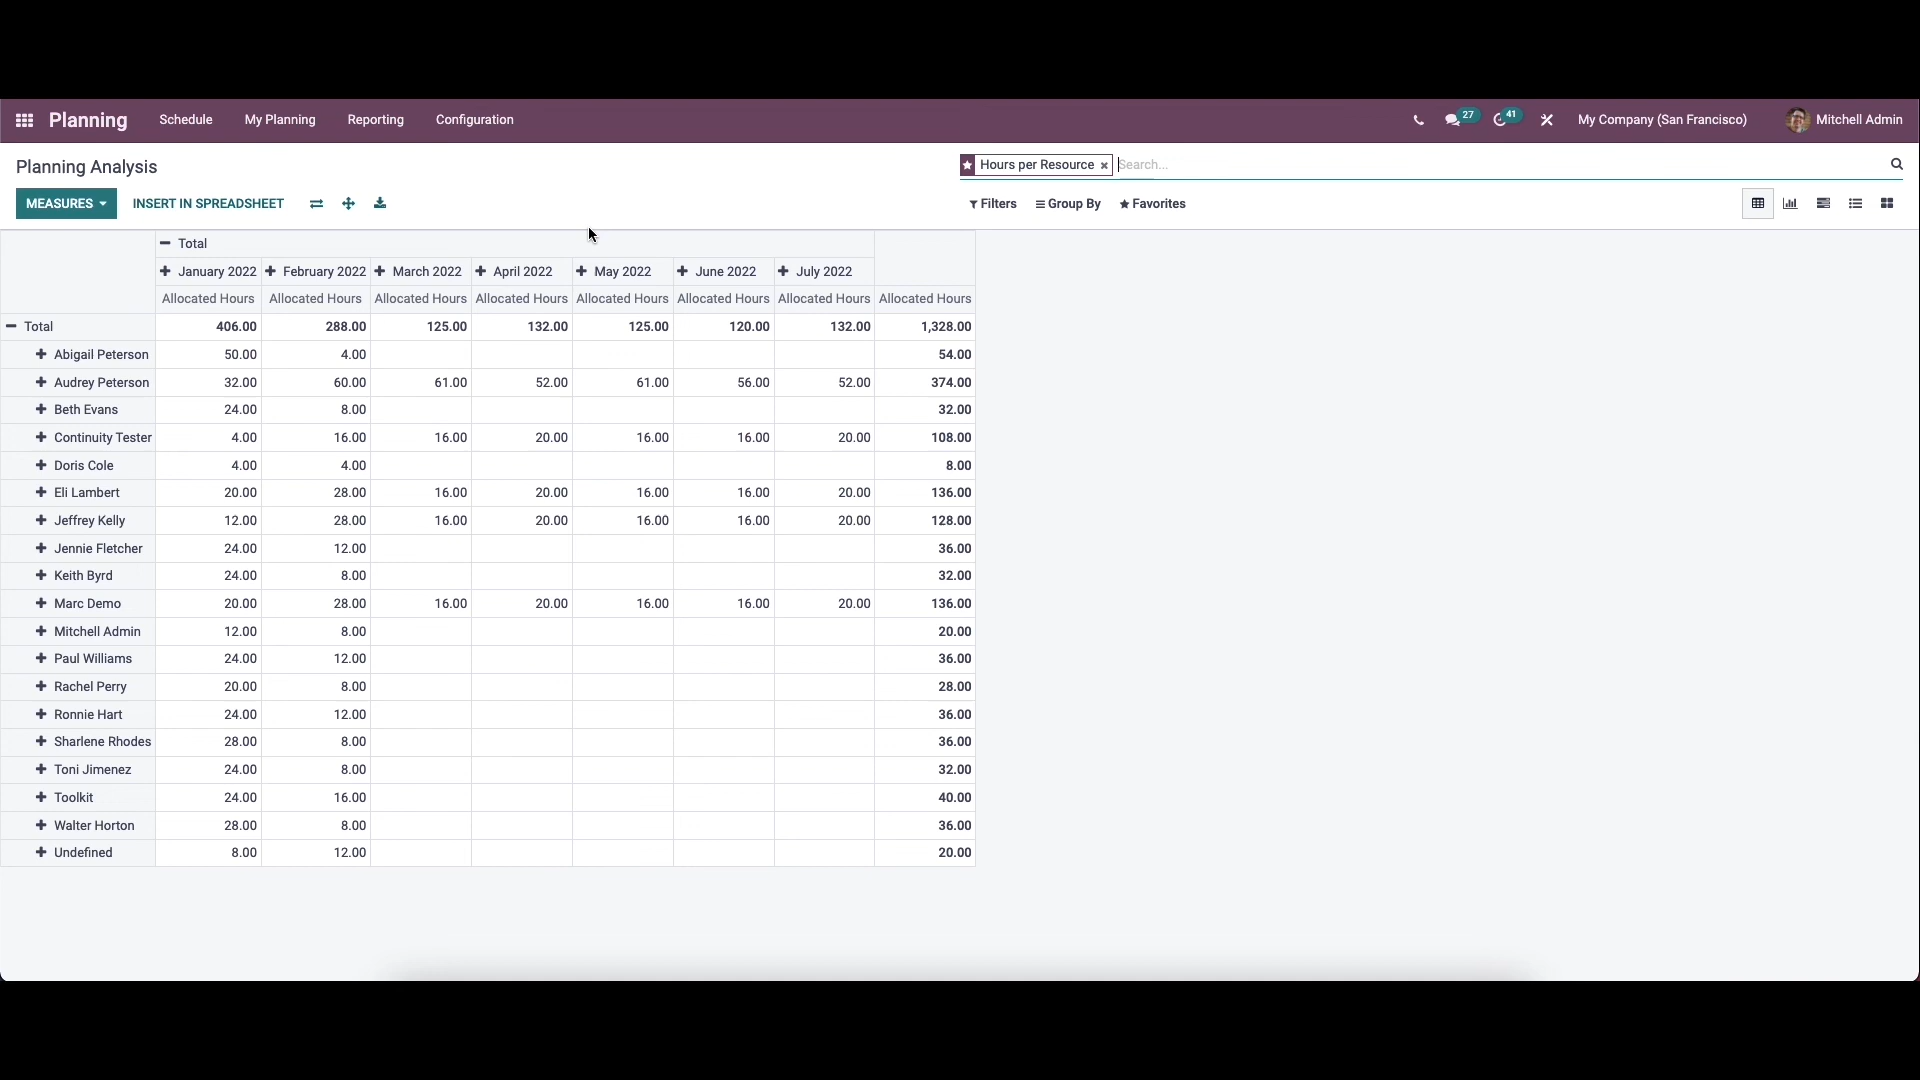 Planning Schedule My Planning Reporting Configuration 27 41 My Company (San Francisco) Mitchell Admin
Planning Analysis Hours per Resource × Search...
MEASURES INSERT IN SPREADSHEET Filters Group By Favorites
Total
January 2022 February 2022 March 2022 April 2022 May 2022 June 2022 July 2022
Allocated Hours Allocated Hours Allocated Hours Allocated Hours Allocated Hours Allocated Hours Allocated Hours Allocated Hours
Total 406.00 288.00 125.00 132.00 125.00 120.00 132.00 1,328.00
Abigail Peterson 50.00 4.00 54.00
Audrey Peterson 32.00 60.00 61.00 52.00 61.00 56.00 52.00 374.00
Beth Evans 24.00 8.00 32.00
Continuity Tester 4.00 16.00 16.00 20.00 16.00 16.00 20.00 108.00
Doris Cole 4.00 4.00 8.00
Eli Lambert 20.00 28.00 16.00 20.00 16.00 16.00 20.00 136.00
Jeffrey Kelly 12.00 28.00 16.00 20.00 16.00 16.00 20.00 128.00
Jennie Fletcher 24.00 12.00 36.00
Keith Byrd 24.00 8.00 32.00
Marc Demo 20.00 28.00 16.00 20.00 16.00 16.00 20.00 136.00
Mitchell Admin 12.00 8.00 20.00
Paul Williams 24.00 12.00 36.00
Rachel Perry 20.00 8.00 28.00
Ronnie Hart 24.00 12.00 36.00
Sharlene Rhodes 28.00 8.00 36.00
Toni Jimenez 24.00 8.00 32.00
Toolkit 24.00 16.00 40.00
Walter Horton 28.00 8.00 36.00
Undefined 8.00 12.00 20.00